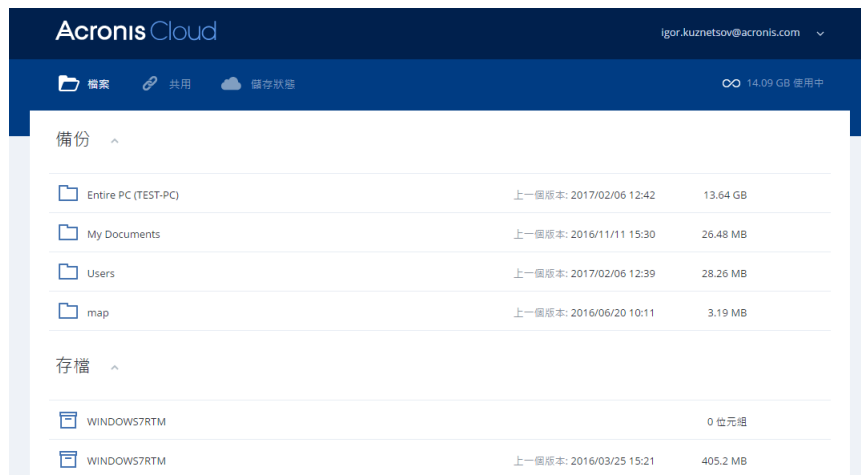 Acronis Cloud igor.kuznetsov@acronis.com
檔案 共用 儲存狀態 14.09 GB 使用中
備份
Entire PC (TEST-PC) 上一個版本: 2017/02/06 12:42 13.64 GB
My Documents 上一個版本: 2016/11/11 15:30 26.48 MB
Users 上一個版本: 2017/02/06 12:39 28.26 MB
map 上一個版本: 2016/06/20 10:11 3.19 MB
存檔
WINDOWS7RTM 0 位元組
WINDOWS7RTM 上一個版本: 2016/03/25 15:21 405.2 MB